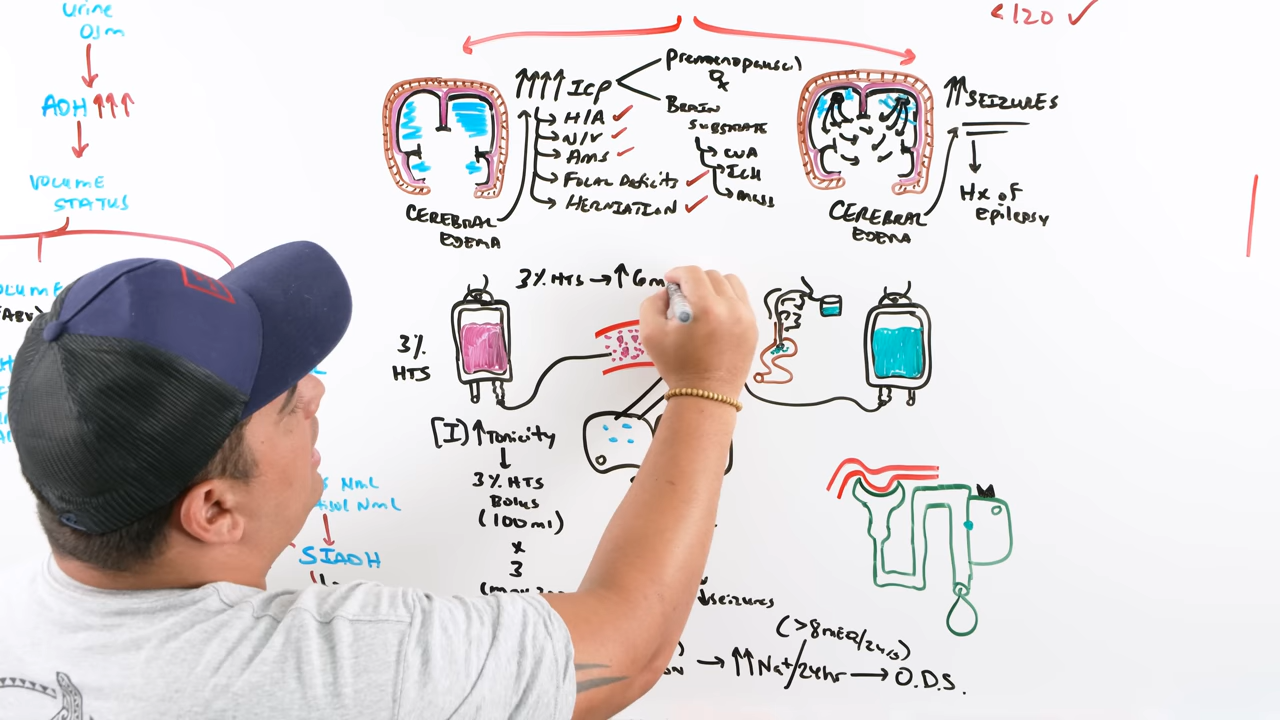 Urine
Osm
ADH ↑↑↑
VOLUME
STATUS
<120 ✓
↑↑↑↑ ICP
Premenopausal
BRAIN
SUBSTRATE
→ CVA
→ ICH
→ mass
→ H/A ✓
→ N/V ✓
→ AMS ✓
→ Focal Deficits ✓
→ HERNIATION ✓
CEREBRAL
EDEMA
↑↑ SEIZURES
Hx of
Epilepsy
CEREBRAL
EDEMA
3% HTS → ↑ 6m
3%
HTS
[I] ↑Tonicity
↓
3% HTS
Bolus
(100ml)
x
3
Nml
Nml
SIADH
↓seizures
(>8mEq/24hrs)
→ ↑↑Na+/24hr → O.D.S.